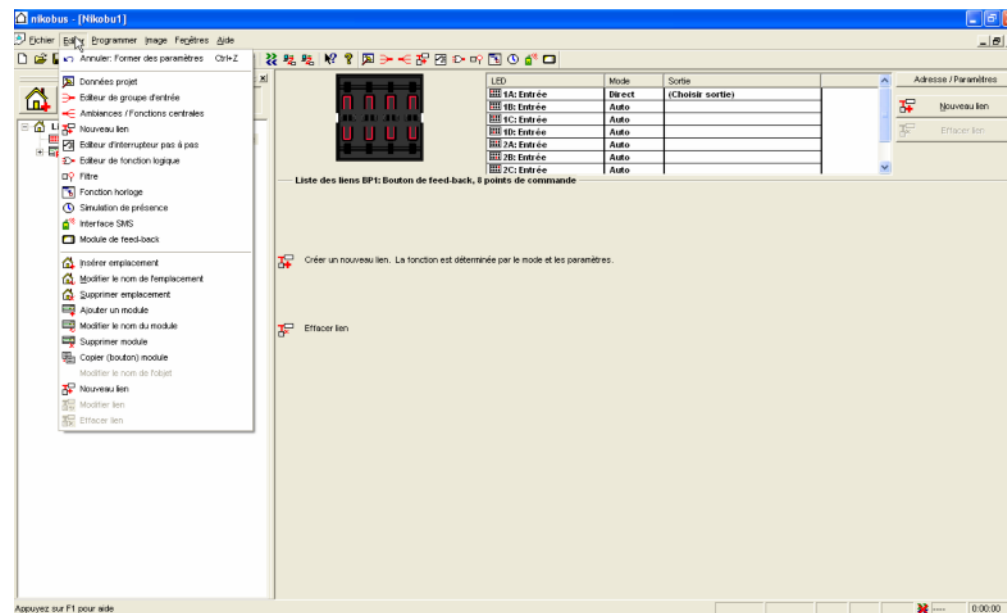 nikobus - [Nikobu1]
Fichier Editer Programmer Image Fenêtres Aide
Annuler: Former des paramètres Ctrl+Z
Données projet
Editeur de groupe d'entrée
Ambiances / Fonctions centrales
Nouveau lien
Editeur d'interrupteur pas à pas
Editeur de fonction logique
Filtre
Fonction horloge
Simulation de présence
Interface SMS
Module de feed-back
Insérer emplacement
Modifier le nom de l'emplacement
Supprimer emplacement
Ajouter un module
Modifier le nom du module
Supprimer module
Copier (bouton) module
Modifier le nom de l'objet
Nouveau lien
Modifier lien
Effacer lien
LED Mode Sortie
1A: Entrée Direct (Choisir sortie)
1B: Entrée Auto
1C: Entrée Auto
1D: Entrée Auto
2A: Entrée Auto
2B: Entrée Auto
2C: Entrée Auto
Adresse / Paramètres
Nouveau lien
Effacer lien
Liste des liens BP1: Bouton de feed-back, 8 points de commande
Créer un nouveau lien. La fonction est déterminée par le mode et les paramètres.
Effacer lien
Appuyez sur F1 pour aide
---- 0:00:00